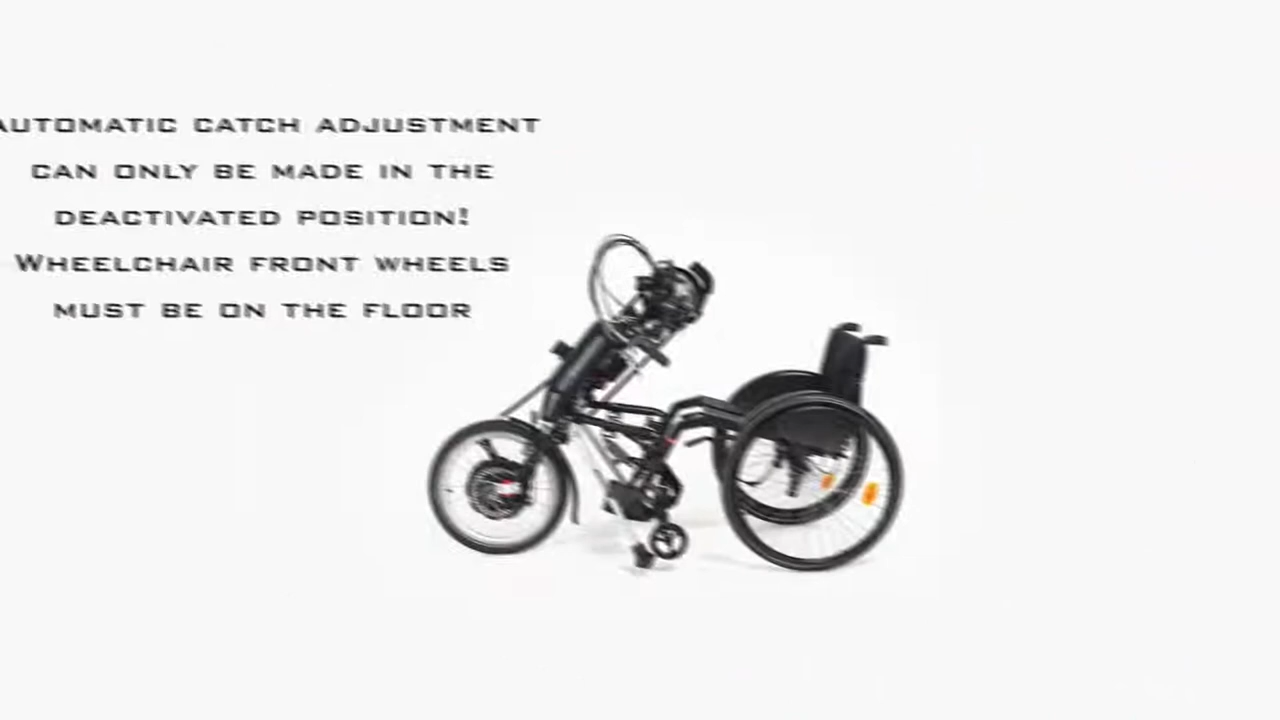 AUTOMATIC CATCH ADJUSTMENT
CAN ONLY BE MADE IN THE
DEACTIVATED POSITION!
WHEELCHAIR FRONT WHEELS
MUST BE ON THE FLOOR